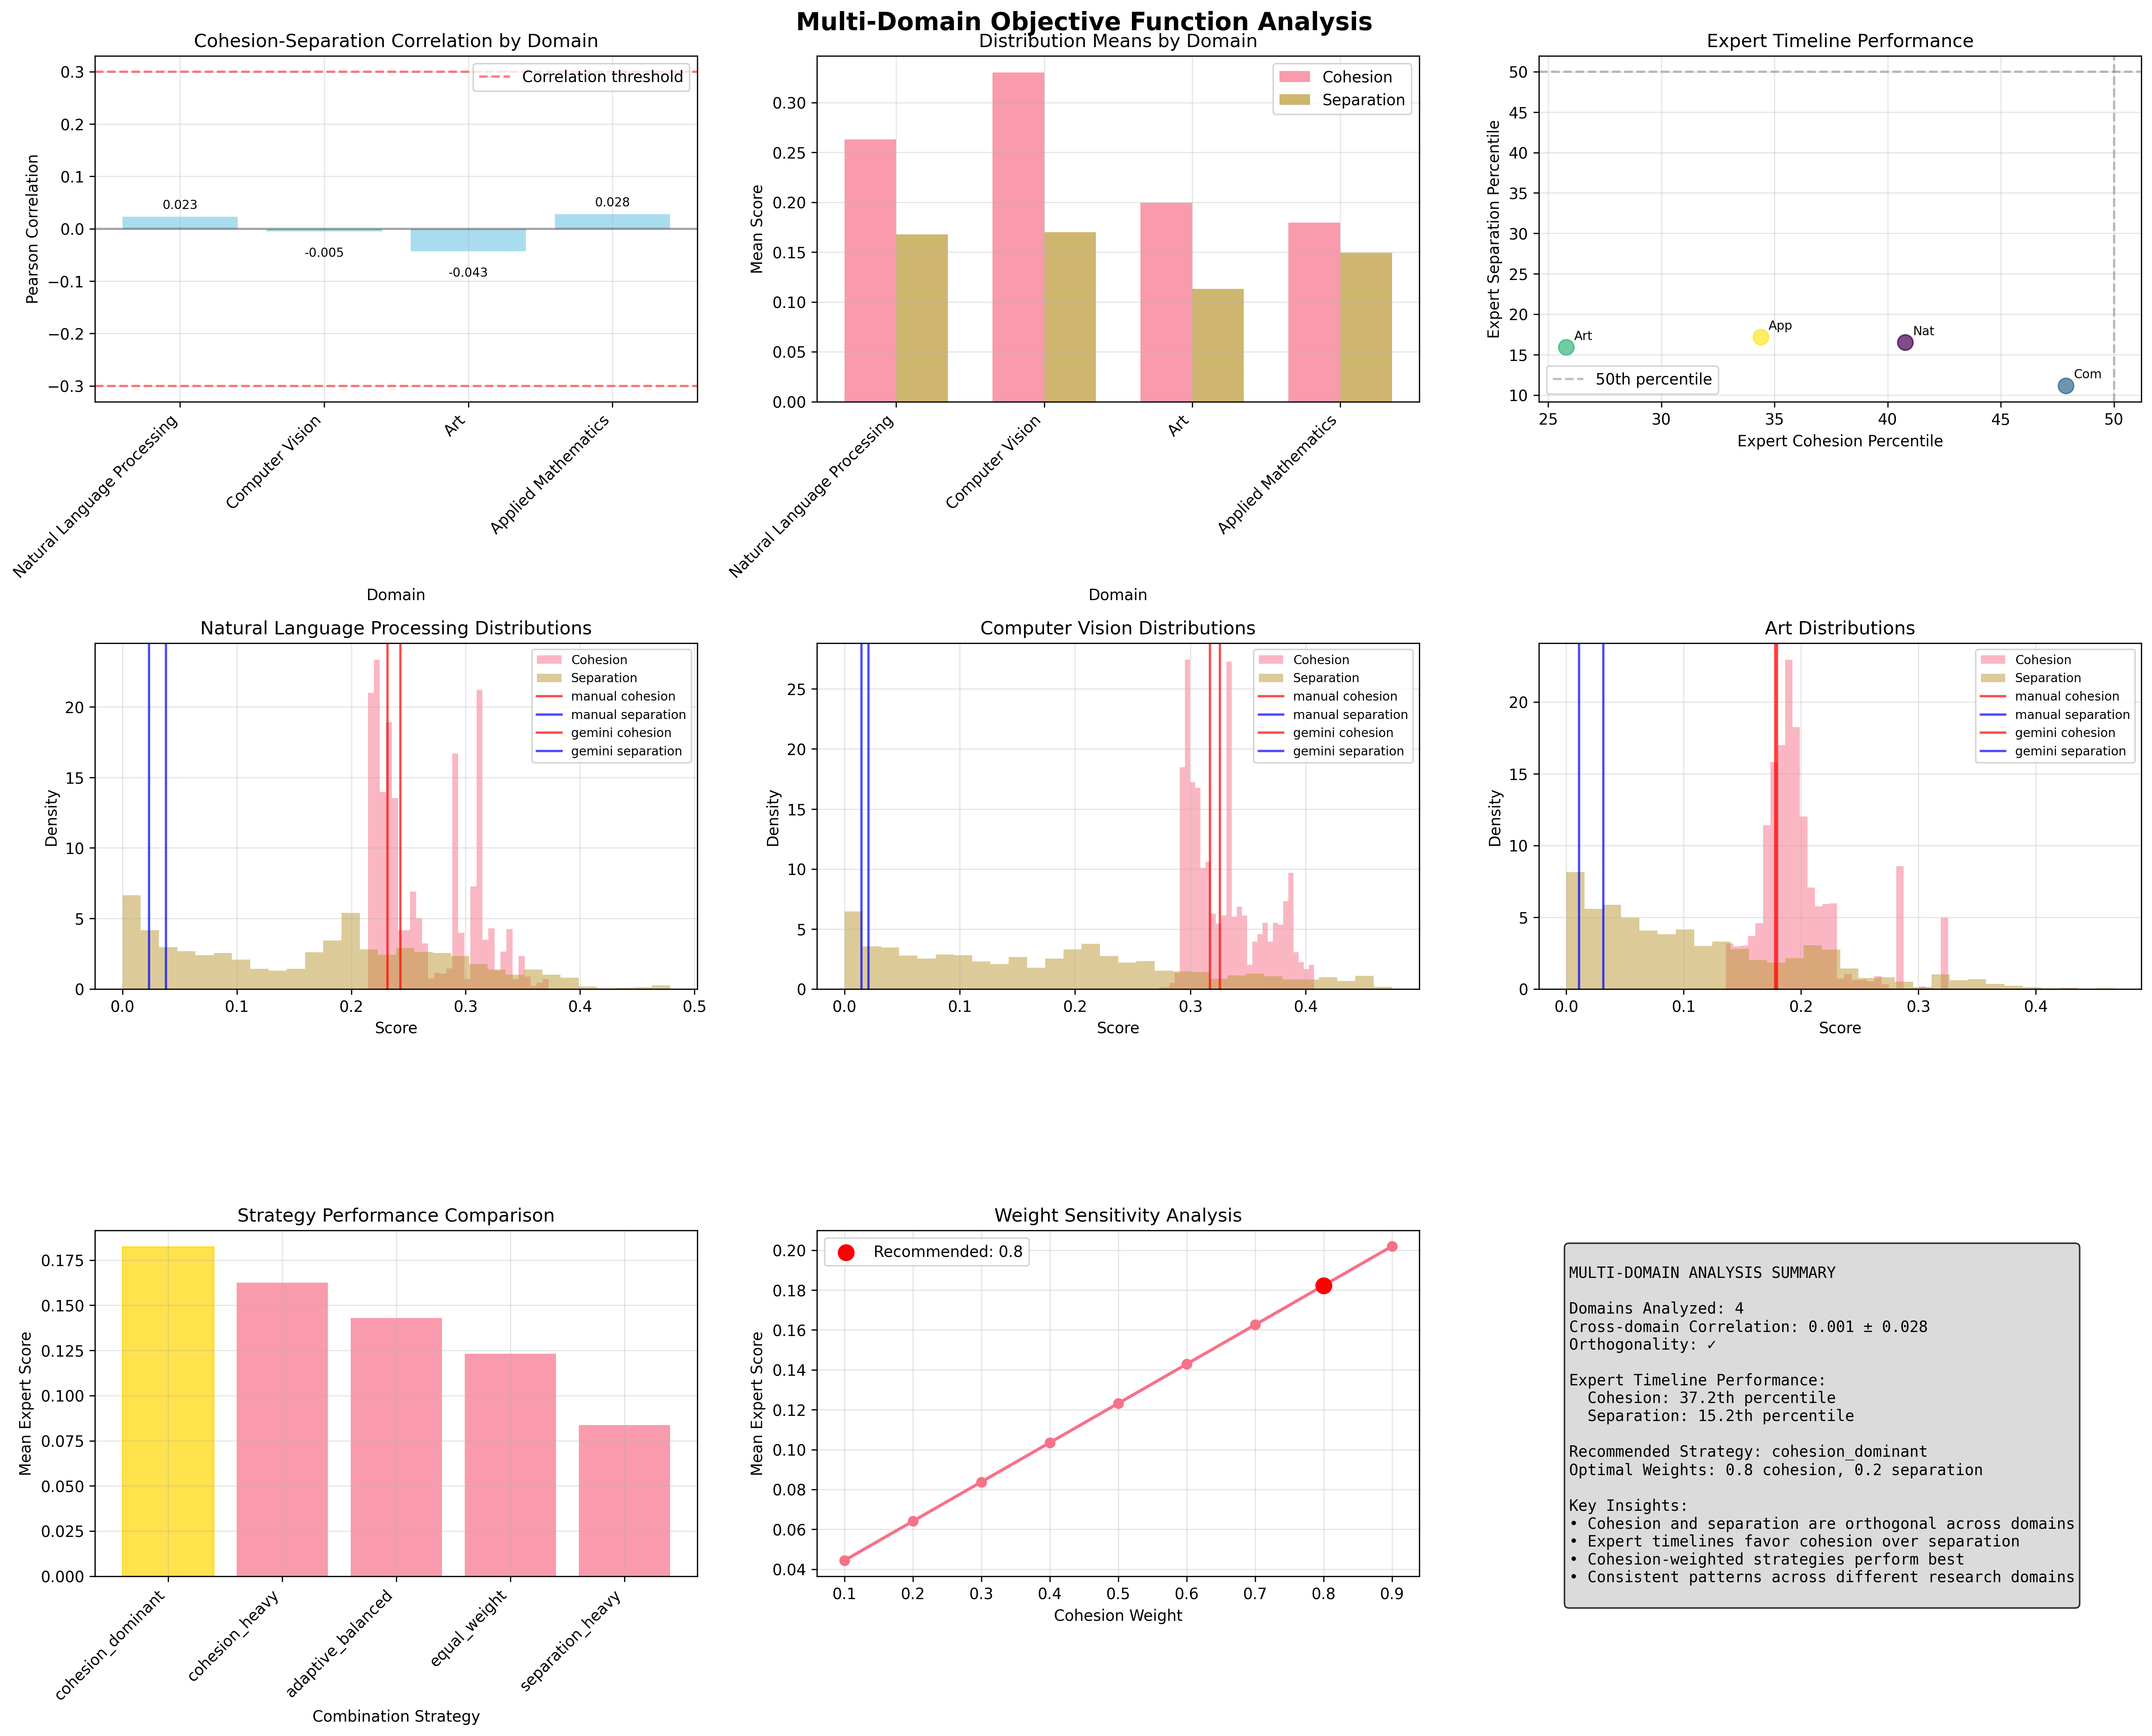 Multi-Domain Objective Function Analysis
Cohesion-Separation Correlation by Domain
0.3
0.2
0.1
0.0
−0.1
−0.2
−0.3
Pearson Correlation
Correlation threshold
0.023
-0.005
-0.043
0.028
Natural Language Processing
Computer Vision
Art
Applied Mathematics
Domain
Distribution Means by Domain
0.30
0.25
0.20
0.15
0.10
0.05
0.00
Mean Score
Cohesion
Separation
Natural Language Processing
Computer Vision
Art
Applied Mathematics
Domain
Expert Timeline Performance
50
45
40
35
30
25
20
15
10
Expert Separation Percentile
Art
App
Nat
Com
50th percentile
25 30 35 40 45 50
Expert Cohesion Percentile
Natural Language Processing Distributions
20
15
10
5
0
Density
Cohesion
Separation
manual cohesion
manual separation
gemini cohesion
gemini separation
0.0 0.1 0.2 0.3 0.4 0.5
Score
Computer Vision Distributions
25
20
15
10
5
0
Density
Cohesion
Separation
manual cohesion
manual separation
gemini cohesion
gemini separation
0.0 0.1 0.2 0.3 0.4
Score
Art Distributions
20
15
10
5
0
Density
Cohesion
Separation
manual cohesion
manual separation
gemini cohesion
gemini separation
0.0 0.1 0.2 0.3 0.4
Score
Strategy Performance Comparison
0.175
0.150
0.125
0.100
0.075
0.050
0.025
0.000
Mean Expert Score
cohesion_dominant
cohesion_heavy
adaptive_balanced
equal_weight
separation_heavy
Combination Strategy
Weight Sensitivity Analysis
0.20
0.18
0.16
0.14
0.12
0.10
0.08
0.06
0.04
Mean Expert Score
Recommended: 0.8
0.1 0.2 0.3 0.4 0.5 0.6 0.7 0.8 0.9
Cohesion Weight
MULTI-DOMAIN ANALYSIS SUMMARY
Domains Analyzed: 4
Cross-domain Correlation: 0.001 ± 0.028
Orthogonality: ✓
Expert Timeline Performance:
Cohesion: 37.2th percentile
Separation: 15.2th percentile
Recommended Strategy: cohesion_dominant
Optimal Weights: 0.8 cohesion, 0.2 separation
Key Insights:
• Cohesion and separation are orthogonal across domains
• Expert timelines favor cohesion over separation
• Cohesion-weighted strategies perform best
• Consistent patterns across different research domains